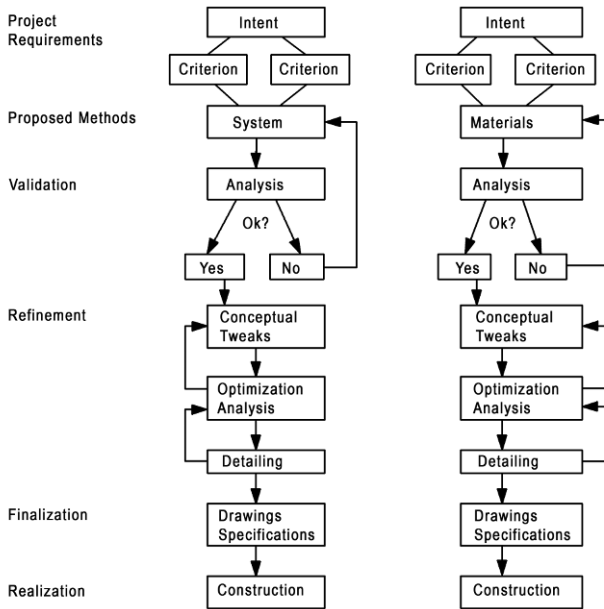 Project
Requirements
Intent
Intent
Criterion
Criterion
Criterion
Criterion
Proposed Methods
System
Materials
Validation
Analysis
Analysis
Ok?
Ok?
Yes
No
Yes
No
Refinement
Conceptual
Tweaks
Conceptual
Tweaks
Optimization
Analysis
Optimization
Analysis
Detailing
Detailing
Finalization
Drawings
Specifications
Drawings
Specifications
Realization
Construction
Construction